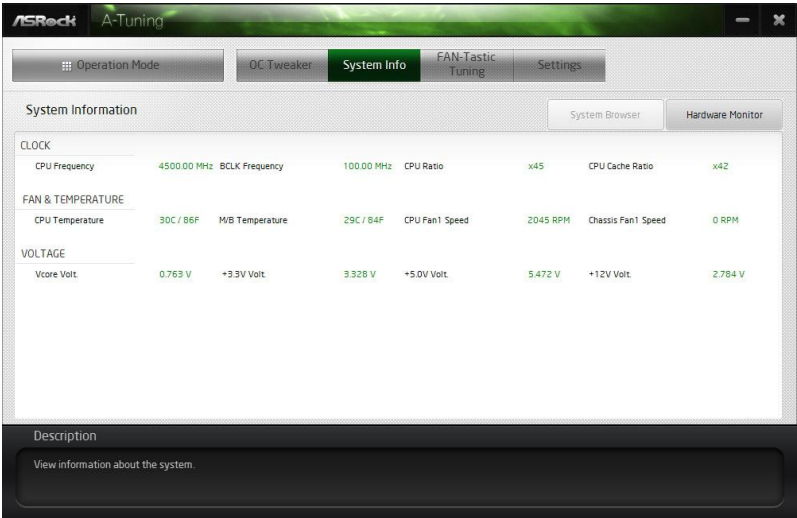 ASRock A-Tuning
Operation Mode OC Tweaker System Info FAN-Tastic Tuning Settings
System Information System Browser Hardware Monitor
CLOCK
CPU Frequency 4500.00 MHz BCLK Frequency 100.00 MHz CPU Ratio x45 CPU Cache Ratio x42
FAN & TEMPERATURE
CPU Temperature 30C / 86F M/B Temperature 29C / 84F CPU Fan1 Speed 2045 RPM Chassis Fan1 Speed 0 RPM
VOLTAGE
Vcore Volt. 0.763 V +3.3V Volt. 3.328 V +5.0V Volt. 5.472 V +12V Volt. 2.784 V
Description
View information about the system.